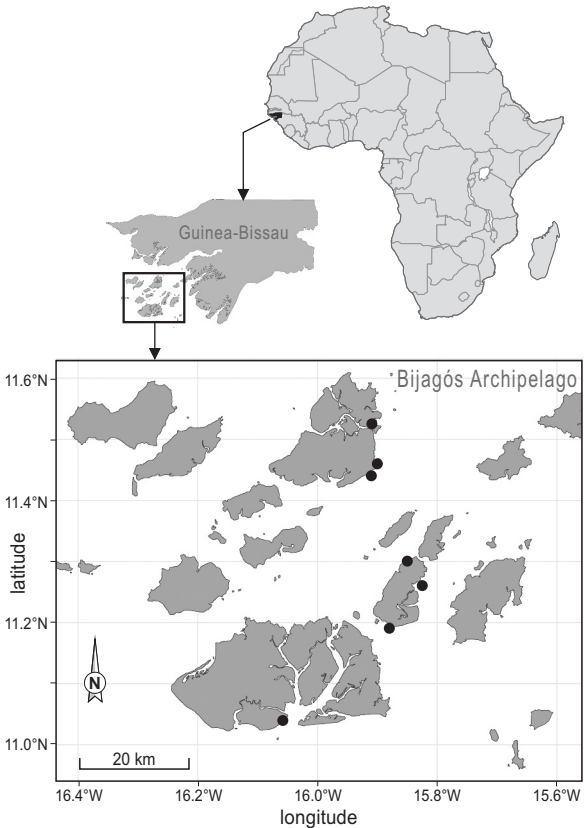 Guinea-Bissau
Bijagós Archipelago
11.6°N
11.4°N
11.2°N
11.0°N
latitude
N
20 km
16.4°W
16.2°W
16.0°W
15.8°W
15.6°W
longitude